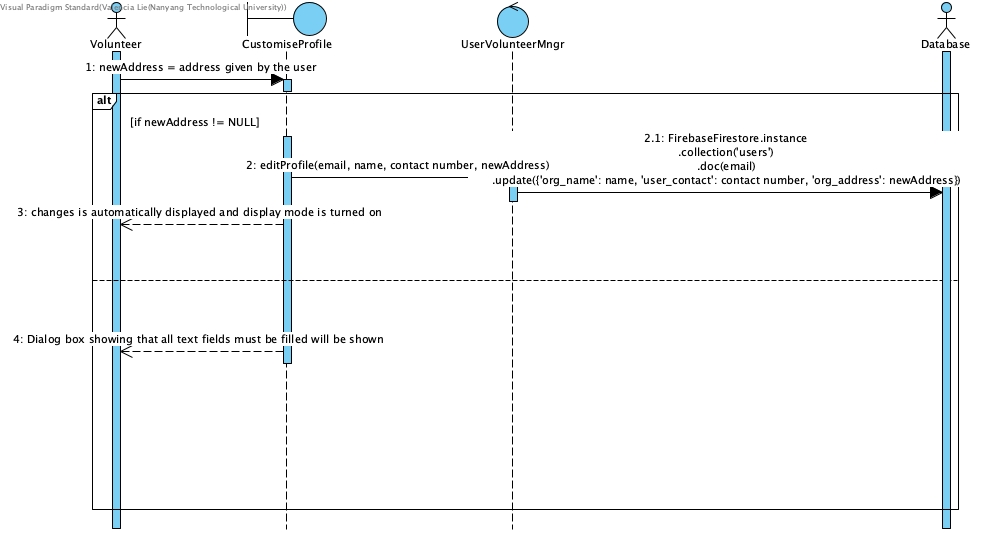 Visual Paradigm Standard(Valencia Lie(Nanyang Technological University))
Volunteer
CustomiseProfile
UserVolunteerMngr
Database
1: newAddress = address given by the user
alt
[if newAddress != NULL]
2.1: FirebaseFirestore.instance
.collection('users')
.doc(email)
.update({'org_name': name, 'user_contact': contact number, 'org_address': newAddress})
2: editProfile(email, name, contact number, newAddress)
3: changes is automatically displayed and display mode is turned on
4: Dialog box showing that all text fields must be filled will be shown